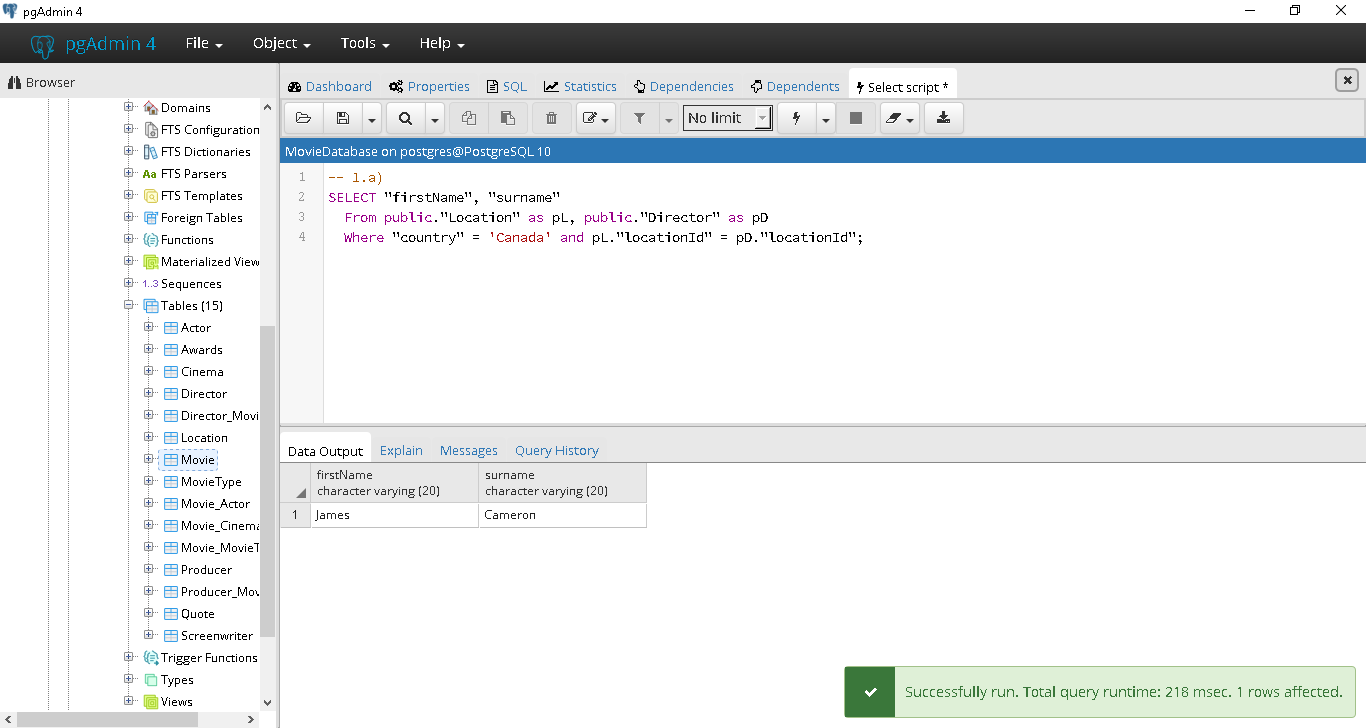 pgAdmin 4
pgAdmin 4 File Object Tools Help
Browser
Domains
FTS Configuration
FTS Dictionaries
Aa FTS Parsers
FTS Templates
Foreign Tables
Functions
Materialized View
1..3 Sequences
Tables (15)
Actor
Awards
Cinema
Director
Director_Movi
Location
Movie
MovieType
Movie_Actor
Movie_Cinema
Movie_MovieT
Producer
Producer_Mov
Quote
Screenwriter
Trigger Functions
Types
Views
Dashboard Properties SQL Statistics Dependencies Dependents Select script *
No limit
MovieDatabase on postgres@PostgreSQL 10
1 -- 1.a)
2 SELECT "firstName", "surname"
3 From public."Location" as pL, public."Director" as pD
4 Where "country" = 'Canada' and pL."locationId" = pD."locationId";
Data Output Explain Messages Query History
firstName surname
character varying (20) character varying (20)
1 James Cameron
Successfully run. Total query runtime: 218 msec. 1 rows affected.